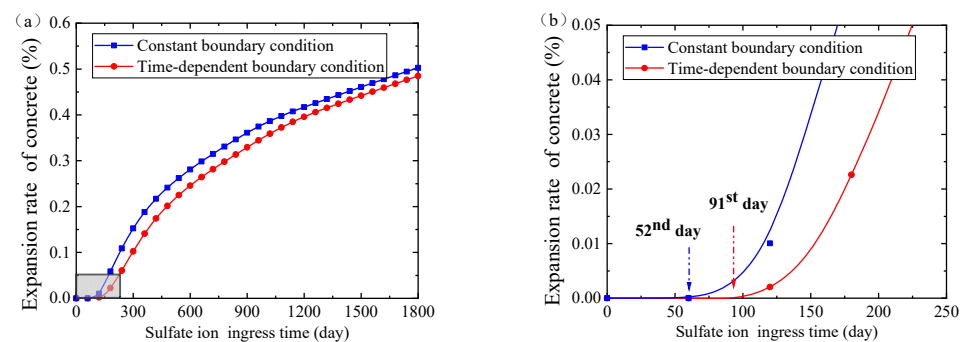 (a)
Expansion rate of concrete (%)
0.6
0.5
0.4
0.3
0.2
0.1
0.0
Constant boundary condition
Time-dependent boundary condition
0 300 600 900 1200 1500 1800
Sulfate ion ingress time (day)
(b)
Expansion rate of concrete (%)
0.05
0.04
0.03
0.02
0.01
0.00
Constant boundary condition
Time-dependent boundary condition
91st day
52nd day
0 50 100 150 200 250
Sulfate ion ingress time (day)